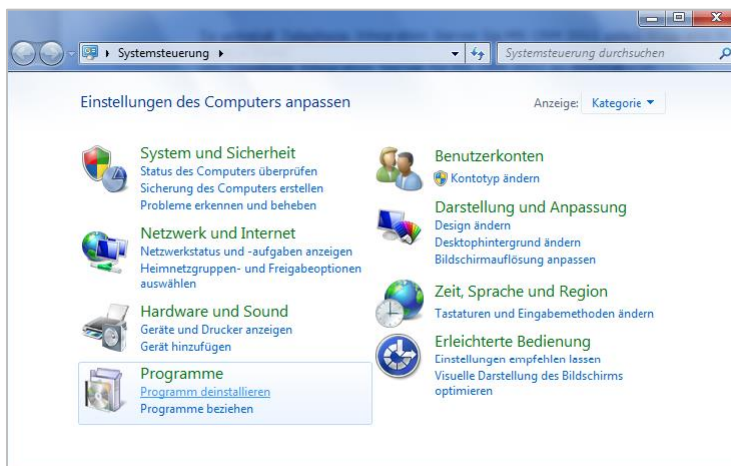 Systemsteuerung
Systemsteuerung durchsuchen
Einstellungen des Computers anpassen
Anzeige: Kategorie
System und Sicherheit
Status des Computers überprüfen
Sicherung des Computers erstellen
Probleme erkennen und beheben
Netzwerk und Internet
Netzwerkstatus und -aufgaben anzeigen
Heimnetzgruppen- und Freigabeoptionen
auswählen
Hardware und Sound
Geräte und Drucker anzeigen
Gerät hinzufügen
Programme
Programm deinstallieren
Programme beziehen
Benutzerkonten
Kontotyp ändern
Darstellung und Anpassung
Design ändern
Desktophintergrund ändern
Bildschirmauflösung anpassen
Zeit, Sprache und Region
Tastaturen und Eingabemethoden ändern
Erleichterte Bedienung
Einstellungen empfehlen lassen
Visuelle Darstellung des Bildschirms
optimieren